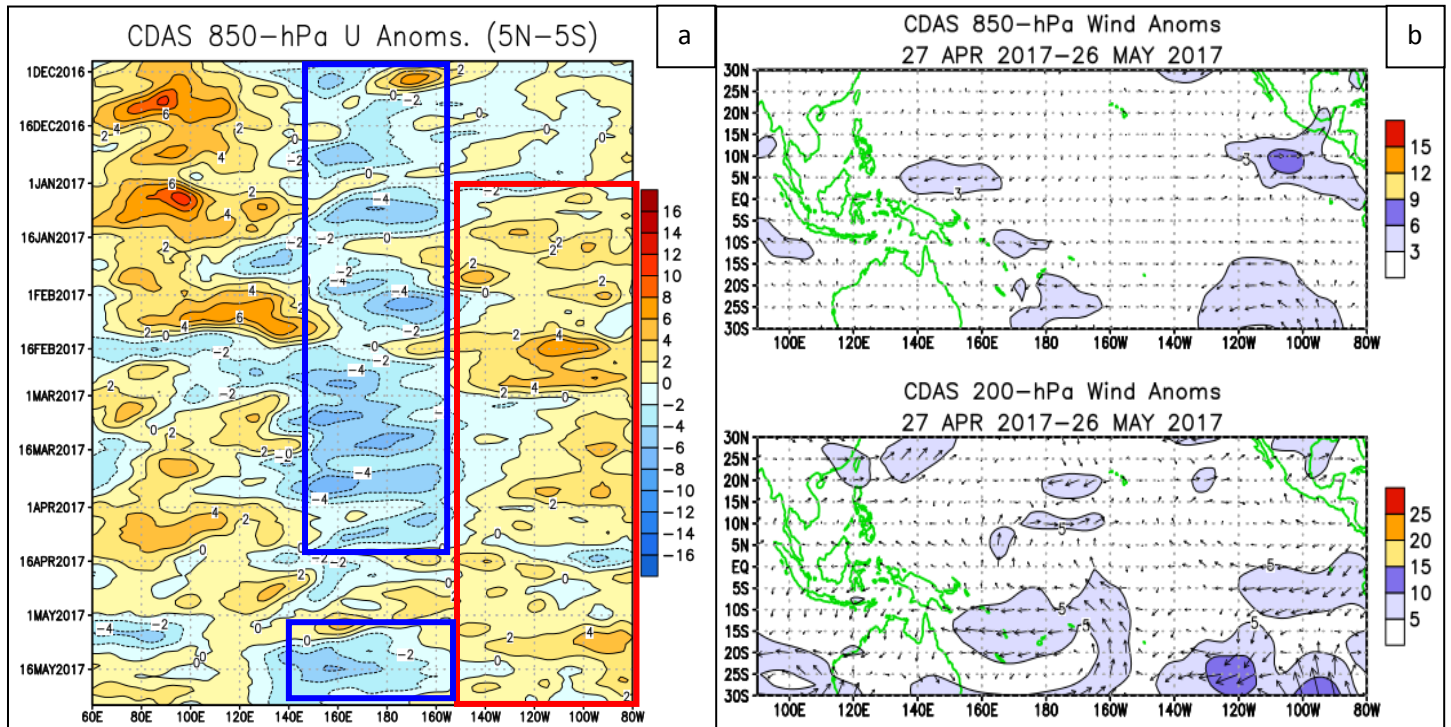 CDAS 850-hPa U Anoms. (5N-5S)
a
1DEC2016
16DEC2016
1JAN2017
16JAN2017
1FEB2017
16FEB2017
1MAR2017
16MAR2017
1APR2017
16APR2017
1MAY2017
16MAY2017
60E 80E 100E 120E 140E 160E 180 160W 140W 120W 100W 80W
16
14
12
10
8
6
4
2
0
-2
-4
-6
-8
-10
-12
-14
-16
b
CDAS 850-hPa Wind Anoms
27 APR 2017-26 MAY 2017
30N
25N
20N
15N
10N
5N
EQ
5S
10S
15S
20S
25S
30S
100E 120E 140E 160E 180 160W 140W 120W 100W 80W
3
3
15
12
9
6
3
CDAS 200-hPa Wind Anoms
27 APR 2017-26 MAY 2017
30N
25N
20N
15N
10N
5N
EQ
5S
10S
15S
20S
25S
30S
100E 120E 140E 160E 180 160W 140W 120W 100W 80W
5
5
5
5
25
20
15
10
5